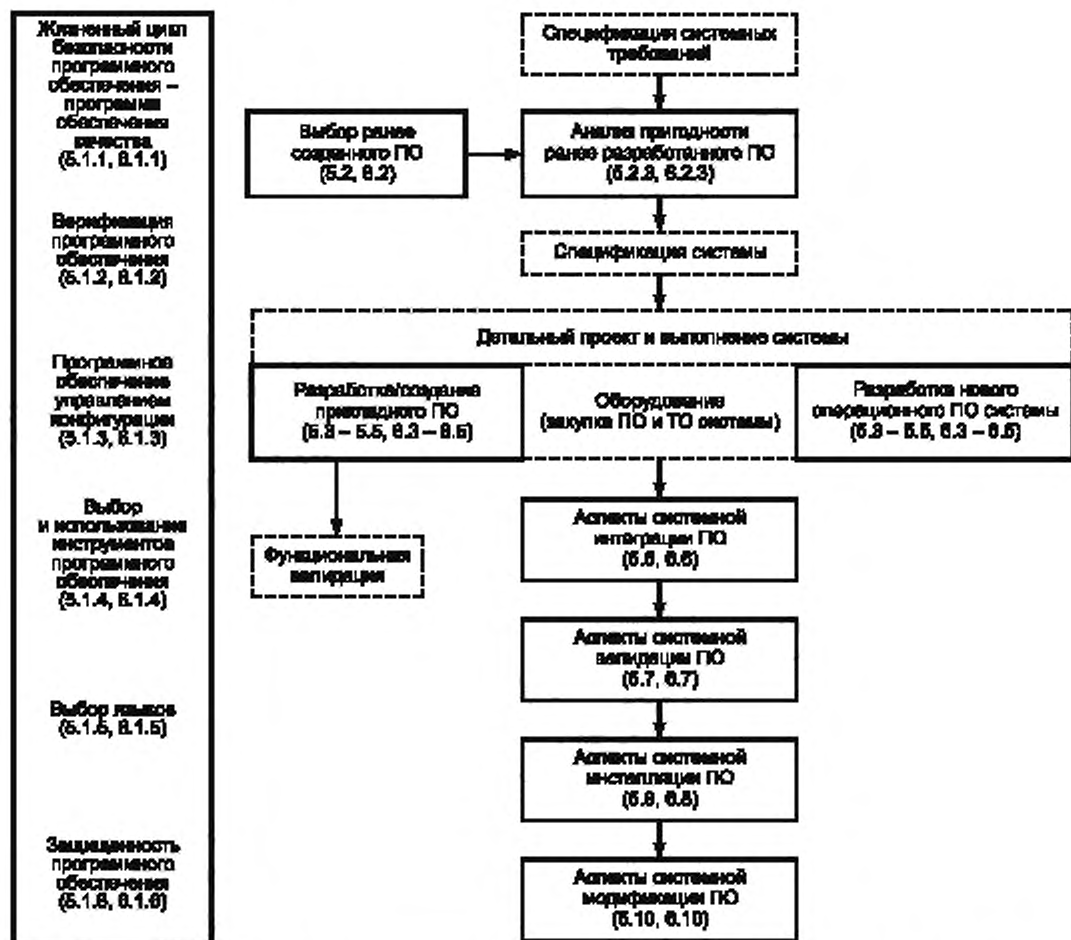 Жизненный цикл
безопасности
программного
обеспечения –
программа
обеспечения
качества
(5.1.1, 6.1.1)
Верификация
программного
обеспечения
(5.1.2, 6.1.2)
Программное
обеспечение
управлением
конфигурации
(5.1.3, 6.1.3)
Выбор
и использование
инструментов
программного
обеспечения
(5.1.4, 6.1.4)
Выбор языков
(5.1.5, 6.1.5)
Защищенность
программного
обеспечения
(5.1.6, 6.1.6)
Спецификация системных
требований
Выбор ранее
созданного ПО
(5.2, 6.2)
Анализ пригодности
ранее разработанного ПО
(5.2.3, 6.2.3)
Спецификация системы
Детальный проект и выполнение системы
Разработка/создание
прикладного ПО
(5.3 – 5.5, 6.3 – 6.5)
Оборудование
(закупка ПО и ТО системы)
Разработка нового
операционного ПО системы
(5.3 – 5.5, 6.3 – 6.5)
Функциональная
валидация
Аспекты системной
интеграции ПО
(5.6, 6.6)
Аспекты системной
валидации ПО
(5.7, 6.7)
Аспекты системной
инсталляции ПО
(5.8, 6.8)
Аспекты системной
модификации ПО
(5.10, 6.10)